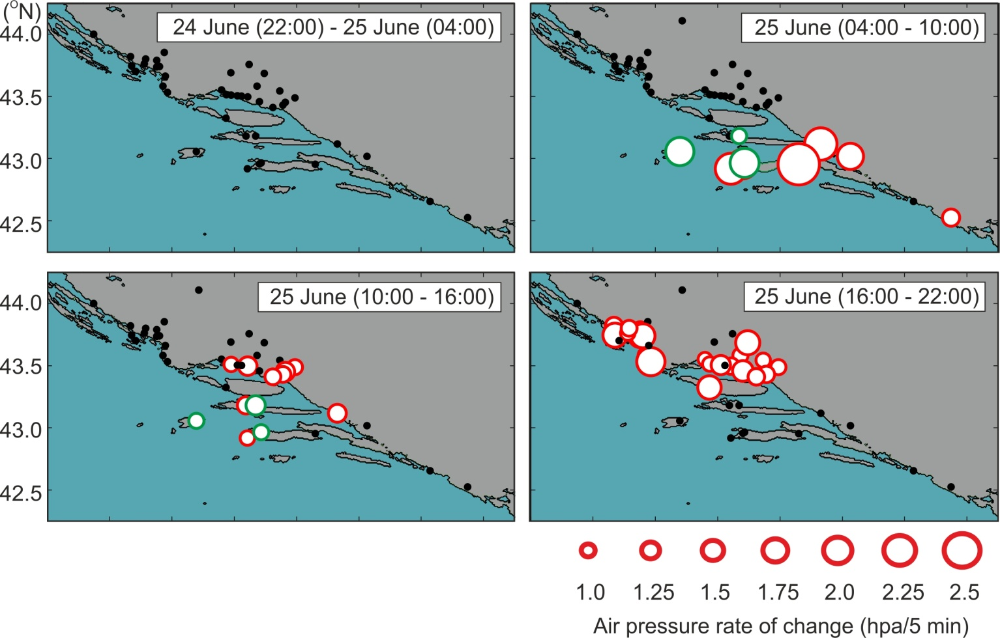 (°N)
24 June (22:00) - 25 June (04:00)
25 June (04:00 - 10:00)
44.0
43.5
43.0
42.5
25 June (10:00 - 16:00)
25 June (16:00 - 22:00)
44.0
43.5
43.0
42.5
1.0 1.25 1.5 1.75 2.0 2.25 2.5
Air pressure rate of change (hpa/5 min)